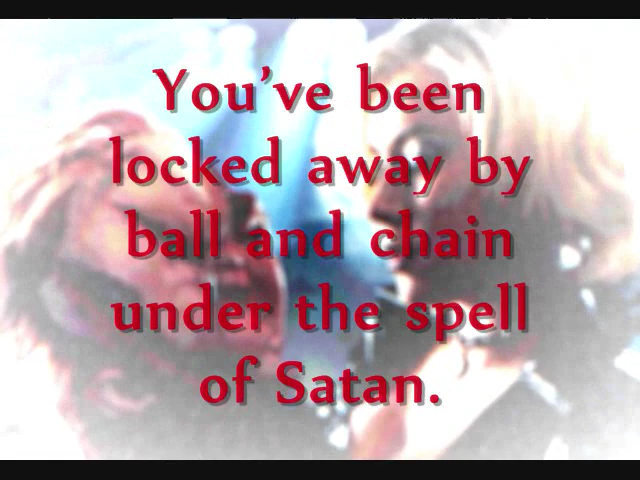 You've been
locked away by
ball and chain
under the spell
of Satan.